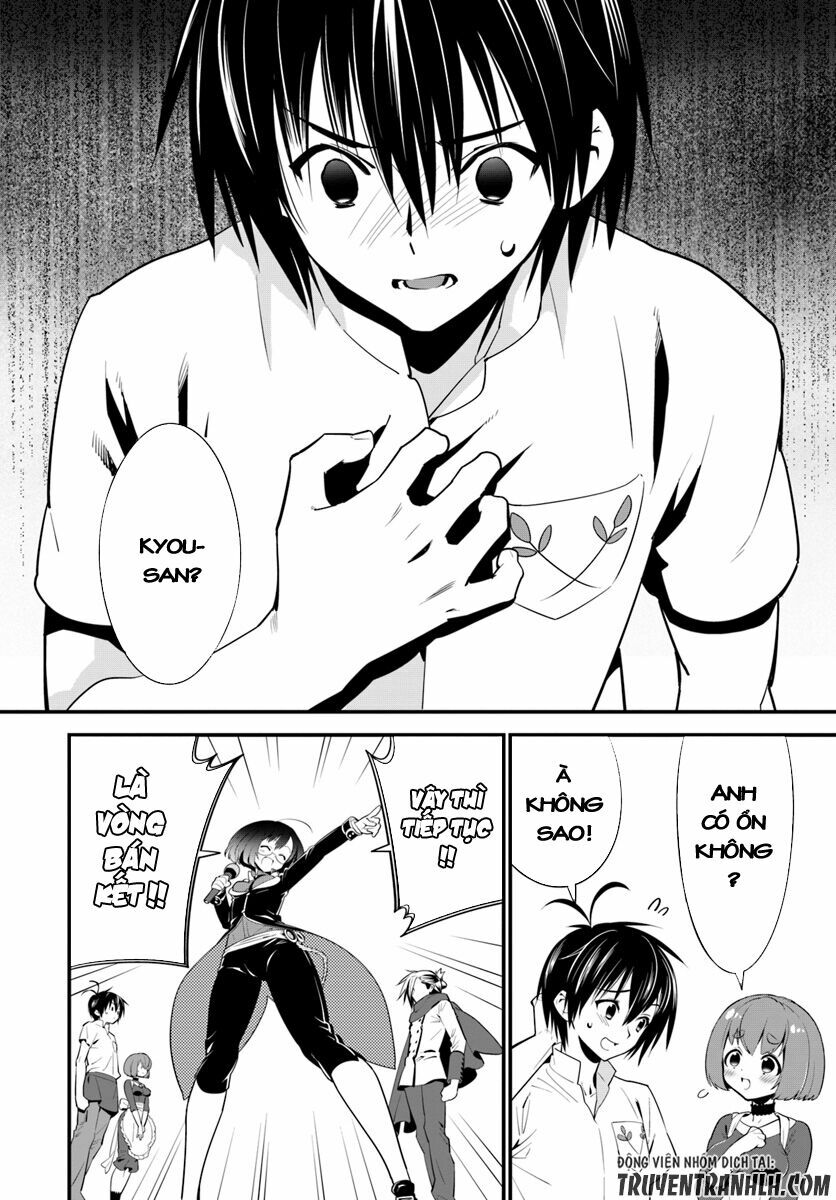 KYOU-
SAN?
ANH
CÓ ỔN
KHÔNG
?
À
KHÔNG
SAO!
VẬY THÌ
TIẾP TỤC
!!
LÀ
VÒNG
BÁN
KẾT!!
ĐỘNG VIÊN NHÓM DỊCH TẠI:
TRUYENTRANHLH.COM